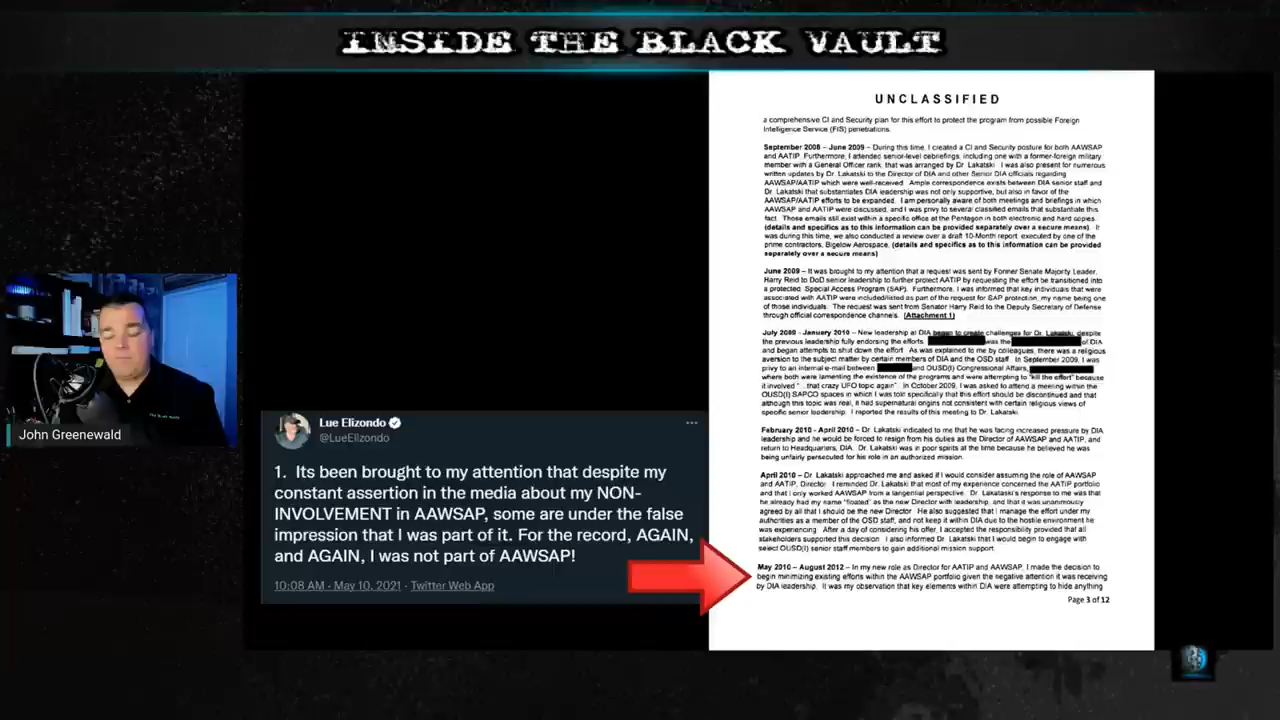 INSIDE THE BLACK VAULT
UNCLASSIFIED
a comprehensive CI and Security plan for this effort to protect the program from possible Foreign
Intelligence Service (FIS) penetrations.
September 2008 – June 2009 – During this time, I created a CI and Security posture for both AAWSAP
and AATIP. Furthermore, I attended senior-level debriefings, including one with a former-foreign military
member with a General Officer rank, that was arranged by Dr. Lakatski. I was also present for numerous
written updates by Dr. Lakatski to the Director of DIA and other Senior DIA officials regarding
AAWSAP/AATIP which were well-received. Ample correspondence exists between DIA senior staff and
Dr. Lakatski that substantiates DIA leadership was not only supportive, but also in favor of the
AAWSAP/AATIP efforts to be expanded. I am personally aware of both meetings and briefings in which
AAWSAP and AATIP were discussed, and I was privy to several classified emails that substantiate this
fact. Those emails still exist within a specific office at the Pentagon in both electronic and hard copies.
(details and specifics as to this information can be provided separately over a secure means). It
was during this time, we also conducted a review over a draft 10-Month report, executed by one of the
prime contractors, Bigelow Aerospace. (details and specifics as to this information can be provided
separately over a secure means)
June 2009 – It was brought to my attention that a request was sent by Former Senate Majority Leader,
Harry Reid to DoD senior leadership to further protect AATIP by requesting the effort be transitioned into
a protected, Special Access Program (SAP). Furthermore, I was informed that key individuals that were
associated with AATIP were included/listed as part of the request for SAP protection, my name being one
of those individuals. The request was sent from Senator Harry Reid to the Deputy Secretary of Defense
through official correspondence channels. (Attachment 1)
July 2009 - January 2010 – New leadership at DIA began to create challenges for Dr. Lakatski, despite
the previous leadership fully endorsing the efforts. was the of DIA
and began attempts to shut down the effort. As was explained to me by colleagues, there was a religious
aversion to the subject matter by certain members of DIA and the OSD staff. In September 2009, I was
privy to an internal e-mail between and OUSD(I) Congressional Affairs,
where both were lamenting the existence of the programs and were attempting to "kill the effort" because
it involved "...that crazy UFO topic again". In October 2009, I was asked to attend a meeting within the
OUSD(I) SAPCO spaces in which I was told specifically that this effort should be discontinued and that
although this topic was real, it had supernatural origins not consistent with certain religious views of
specific senior leadership. I reported the results of this meeting to Dr. Lakatski.
February 2010 - April 2010 – Dr. Lakatski indicated to me that he was facing increased pressure by DIA
leadership and he would be forced to resign from his duties as the Director of AAWSAP and AATIP, and
return to Headquarters, DIA. Dr. Lakatski was in poor spirits at the time because he believed he was
being unfairly persecuted for his role in an authorized mission.
April 2010 – Dr. Lakatski approached me and asked if I would consider assuming the role of AAWSAP
and AATIP, Director. I reminded Dr. Lakatski that most of my experience concerned the AATIP portfolio
and that I only worked AAWSAP from a tangential perspective. Dr. Lakataski's response to me was that
he already had my name "floated" as the new Director with leadership, and that it was unanimously
agreed by all that I should be the new Director. He also suggested that I manage the effort under my
authorities as a member of the OSD staff, and not keep it within DIA due to the hostile environment he
was experiencing. After a day of considering his offer, I accepted the responsibility provided that all
stakeholders supported this decision. I also informed Dr. Lakatski that I would begin to engage with
select OUSD(I) senior staff members to gain additional mission support.
May 2010 – August 2012 – In my new role as Director for AATIP and AAWSAP, I made the decision to
begin minimizing existing efforts within the AAWSAP portfolio given the negative attention it was receiving
by DIA leadership. It was my observation that key elements within DIA were attempting to hide anything
Page 3 of 12
John Greenewald
Lue Elizondo
@LueElizondo
1. Its been brought to my attention that despite my
constant assertion in the media about my NON-
INVOLVEMENT in AAWSAP, some are under the false
impression that I was part of it. For the record, AGAIN,
and AGAIN, I was not part of AAWSAP!
10:08 AM · May 10, 2021 · Twitter Web App